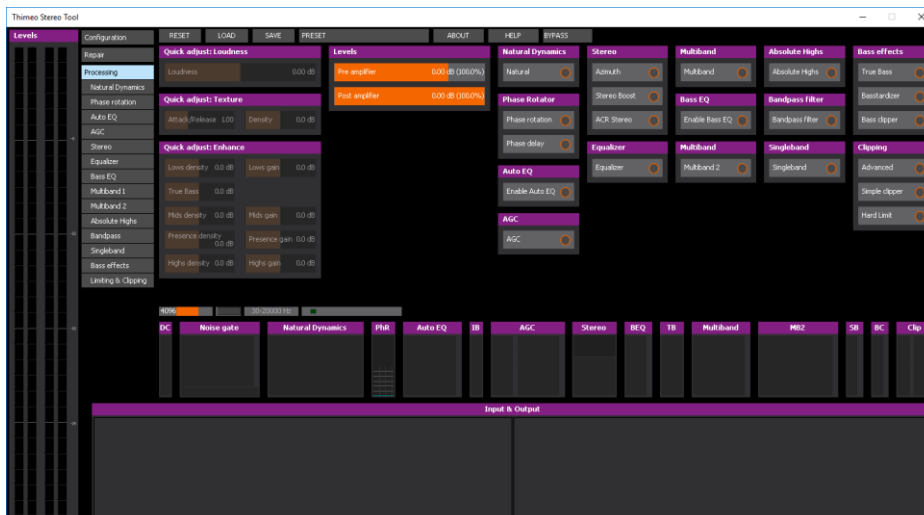 Thimeo Stereo Tool
Levels
Configuration
Repair
Processing
Natural Dynamics
Phase rotation
Auto EQ
AGC
Stereo
Equalizer
Bass EQ
Multiband 1
Multiband 2
Absolute Highs
Bandpass
Singleband
Bass effects
Limiting & Clipping
RESET LOAD SAVE PRESET ABOUT HELP BYPASS
Quick adjust: Loudness
Loudness 0.00 dB
Quick adjust: Texture
Attack/Release 1.00 Density 0.0 dB
Quick adjust: Enhance
Lows density 0.0 dB Lows gain 0.0 dB
True Bass 0.0 dB
Mids density 0.0 dB Mids gain 0.0 dB
Presence density 0.0 dB Presence gain 0.0 dB
Highs density 0.0 dB Highs gain 0.0 dB
Levels
Pre amplifier 0.00 dB (100.0%)
Post amplifier 0.00 dB (100.0%)
Natural Dynamics
Natural
Phase Rotator
Phase rotation
Phase delay
Auto EQ
Enable Auto EQ
AGC
AGC
Stereo
Azimuth
Stereo Boost
ACR Stereo
Equalizer
Equalizer
Multiband
Multiband
Bass EQ
Enable Bass EQ
Multiband
Multiband 2
Absolute Highs
Absolute Highs
Bandpass filter
Bandpass filter
Singleband
Singleband
Bass effects
True Bass
Basstardizer
Bass clipper
Clipping
Advanced
Simple clipper
Hard Limit
4096 30-20000 Hz
DC Noise gate Natural Dynamics PhR Auto EQ IB AGC Stereo BEQ TB Multiband MB2 SB BC Clip
Input & Output